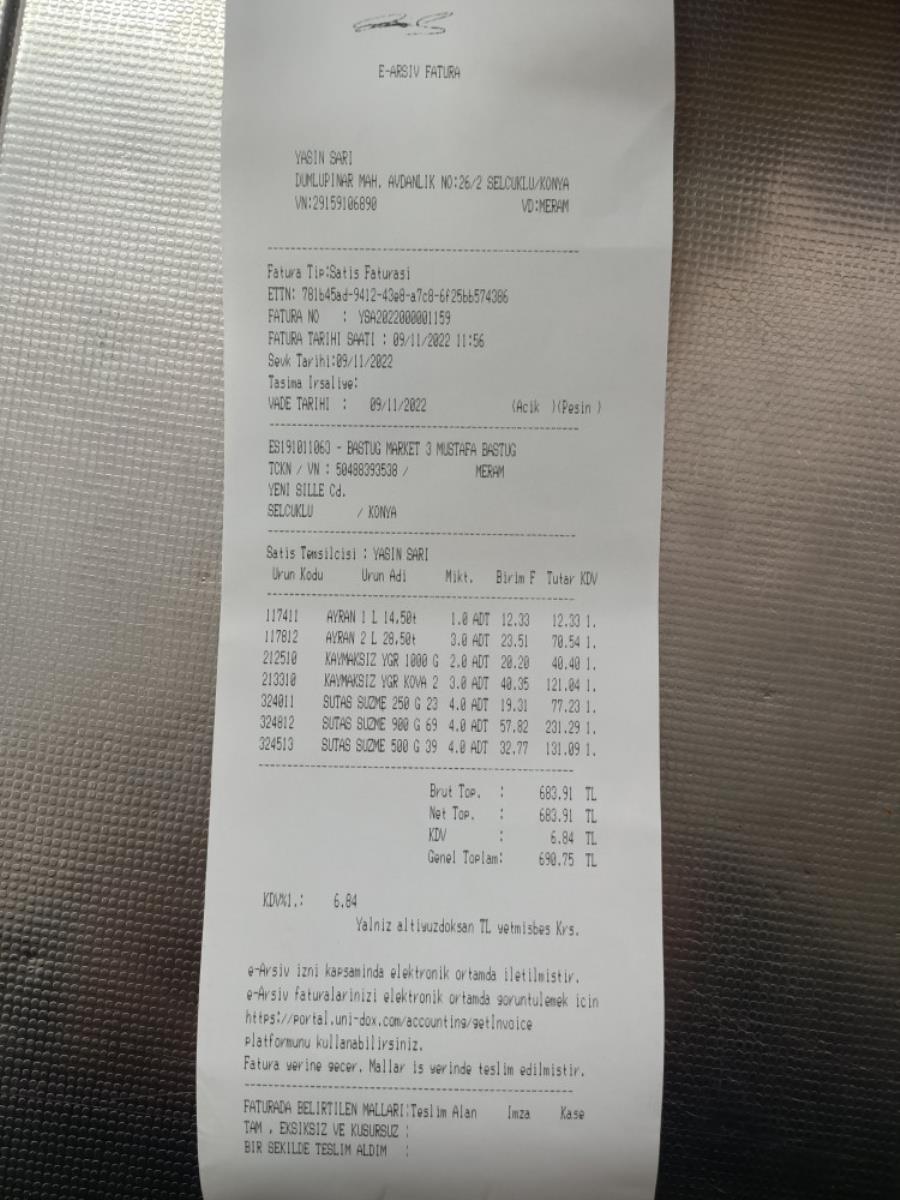 E-ARSIV FATURA
YASIN SARI
DUMLUPINAR MAH. AVDANLIK NO:26/2 SELCUKLU/KONYA
VN:29159106890 VD:MERAM
Fatura Tip:Satis Faturasi
ETTN: 781b45ad-9412-43e8-a7c8-6f25bb574386
FATURA NO : YSA2022000001159
FATURA TARIHI SAATI : 09/11/2022 11:56
Sevk Tarihi:09/11/2022
Tasima Irsaliye:
VADE TARIHI : 09/11/2022 (Acik )(Pesin )
ES191011063 - BASTUG MARKET 3 MUSTAFA BASTUG
TCKN / VN : 50488393538 / MERAM
YENI SILLE Cd.
SELCUKLU / KONYA
Satis Temsilcisi : YASIN SARI
Urun Kodu Urun Adi Mikt. Birim F Tutar KDV
117411 AYRAN 1 L 14,50t 1.0 ADT 12.33 12.33 1.
117812 AYRAN 2 L 28,50t 3.0 ADT 23.51 70.54 1.
212510 KAYMAKSIZ YGR 1000 G 2.0 ADT 20.20 40.40 1.
213310 KAYMAKSIZ YGR KOVA 2 3.0 ADT 40.35 121.04 1.
324011 SUTAS SUZME 250 G 23 4.0 ADT 19.31 77.23 1.
324812 SUTAS SUZME 900 G 69 4.0 ADT 57.82 231.29 1.
324513 SUTAS SUZME 500 G 39 4.0 ADT 32.77 131.09 1.
Brut Top. : 683.91 TL
Net Top. : 683.91 TL
KDV : 6.84 TL
Genel Toplam: 690.75 TL
KDV%1.: 6.84
Yalniz altiyuzdoksan TL yetmisbes Krs.
e-Arsiv izni kapsaminda elektronik ortamda iletilmistir.
e-Arsiv faturalarinizi elektronik ortamda goruntulemek icin
https://portal.uni-dox.com/accounting/getInvoice
platformunu kullanabilirsiniz.
Fatura yerine gecer. Mallar is yerinde teslim edilmistir.
FATURADA BELIRTILEN MALLARI:Teslim Alan Imza Kase
TAM , EKSIKSIZ VE KUSURSUZ :
BIR SEKILDE TESLIM ALDIM :